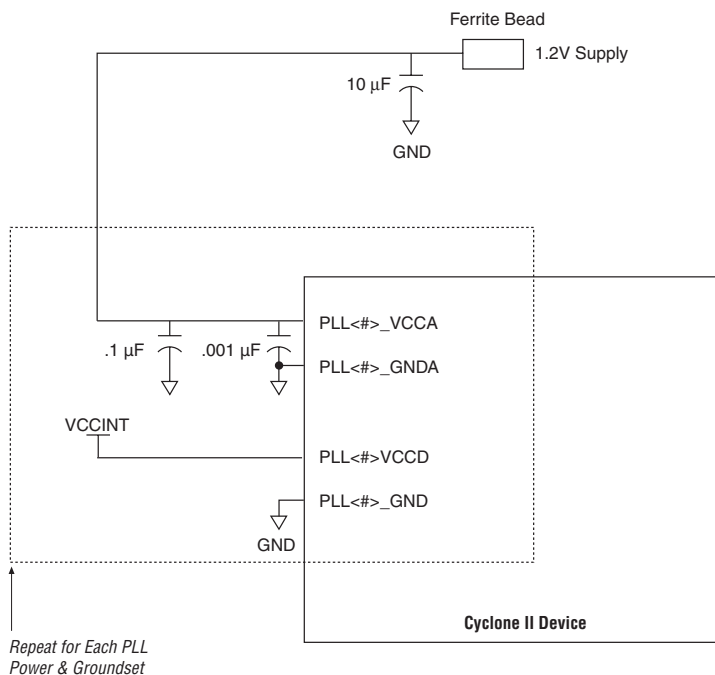 Ferrite Bead
1.2V Supply
10 μF
GND
PLL<#>_VCCA
.1 μF
.001 μF
PLL<#>_GNDA
VCCINT
PLL<#>VCCD
PLL<#>_GND
GND
Cyclone II Device
Repeat for Each PLL
Power & Groundset